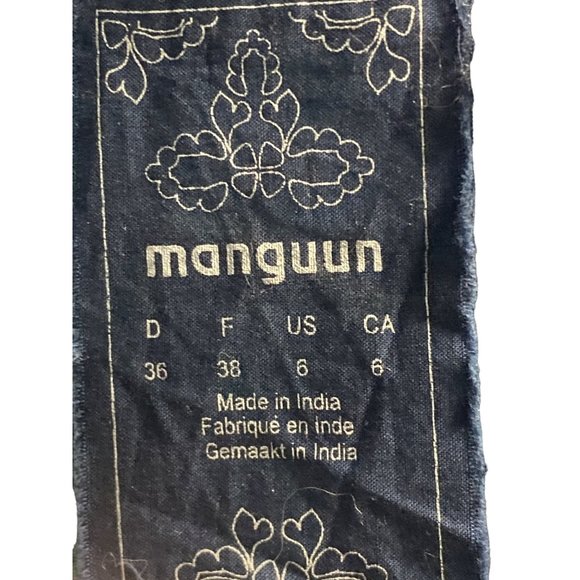 manguun
D F US CA
36 38 6 6
Made in India
Fabriqué en Inde
Gemaakt in India